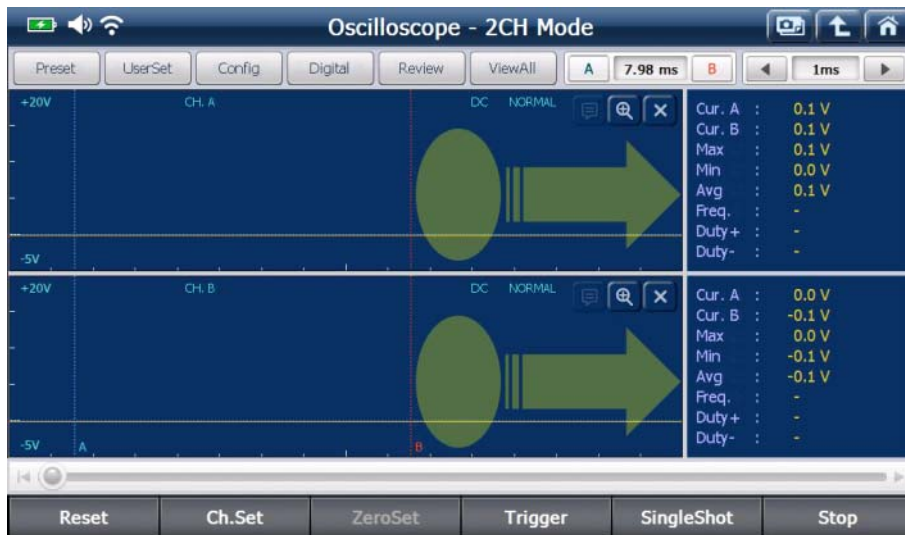 Oscilloscope - 2CH Mode
Preset UserSet Config Digital Review ViewAll A 7.98 ms B 1ms
+20V CH. A DC NORMAL
-5V
Cur. A : 0.1 V
Cur. B : 0.1 V
Max : 0.1 V
Min : 0.0 V
Avg : 0.1 V
Freq. : -
Duty+ : -
Duty- : -
+20V CH. B DC NORMAL
-5V A B
Cur. A : 0.0 V
Cur. B : -0.1 V
Max : 0.0 V
Min : -0.1 V
Avg : -0.1 V
Freq. : -
Duty+ : -
Duty- : -
Reset Ch.Set ZeroSet Trigger SingleShot Stop